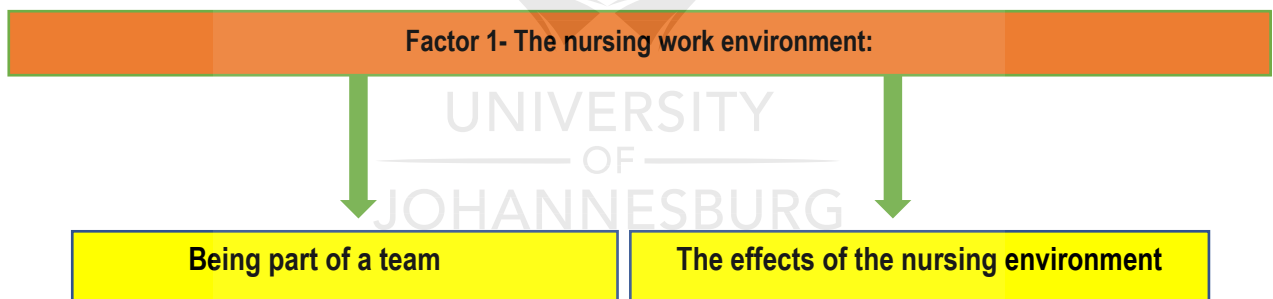 Factor 1- The nursing work environment:
UNIVERSITY
OF
JOHANNESBURG
Being part of a team
The effects of the nursing environment